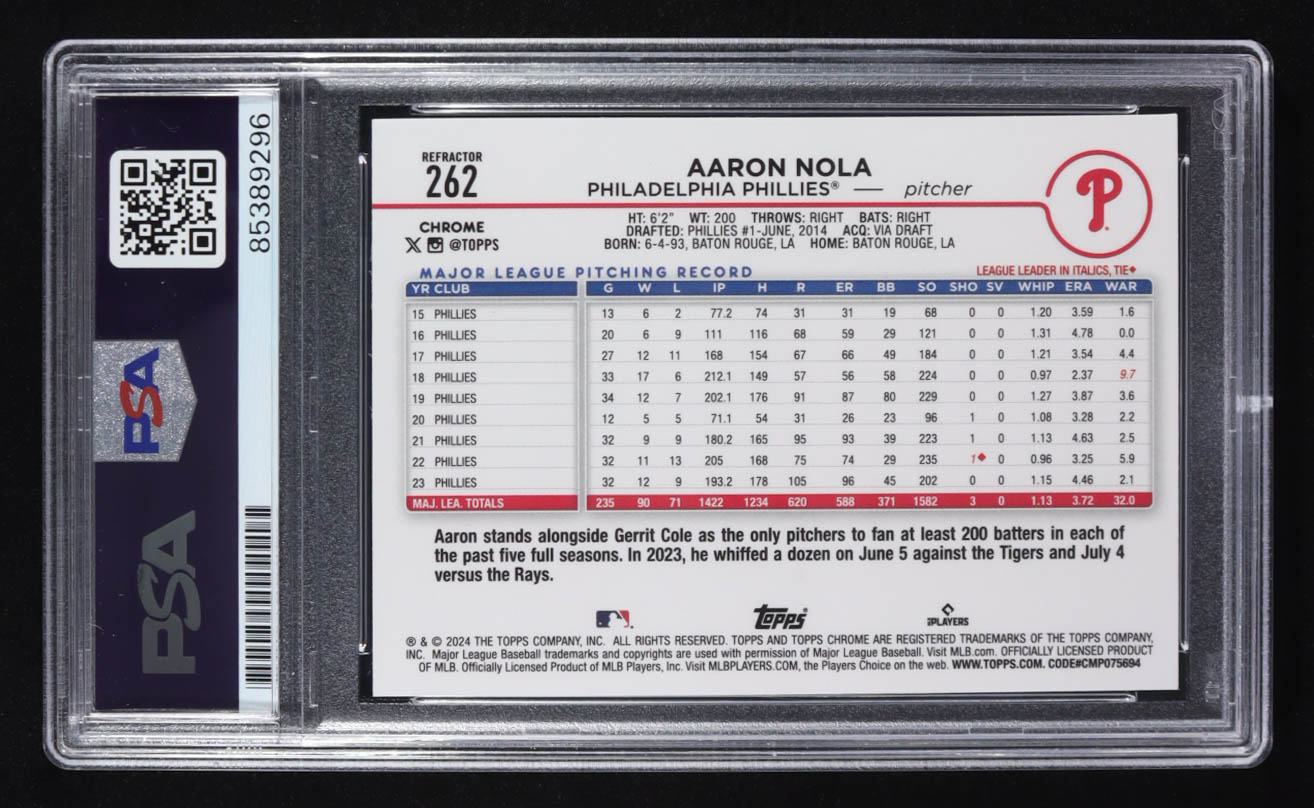 85389296
PSA
PSA
REFRACTOR
262
AARON NOLA
PHILADELPHIA PHILLIES® — pitcher
P
CHROME
X @TOPPS
HT: 6'2" WT: 200 THROWS: RIGHT BATS: RIGHT
DRAFTED: PHILLIES #1-JUNE, 2014 ACQ: VIA DRAFT
BORN: 6-4-93, BATON ROUGE, LA HOME: BATON ROUGE, LA
MAJOR LEAGUE PITCHING RECORD LEAGUE LEADER IN ITALICS, TIE♦
YR CLUB G W L IP H R ER BB SO SHO SV WHIP ERA WAR
15 PHILLIES 13 6 2 77.2 74 31 31 19 68 0 0 1.20 3.59 1.6
16 PHILLIES 20 6 9 111 116 68 59 29 121 0 0 1.31 4.78 0.0
17 PHILLIES 27 12 11 168 154 67 66 49 184 0 0 1.21 3.54 4.4
18 PHILLIES 33 17 6 212.1 149 57 56 58 224 0 0 0.97 2.37 9.7
19 PHILLIES 34 12 7 202.1 176 91 87 80 229 0 0 1.27 3.87 3.6
20 PHILLIES 12 5 5 71.1 54 31 26 23 96 1 0 1.08 3.28 2.2
21 PHILLIES 32 9 9 180.2 165 95 93 39 223 1 0 1.13 4.63 2.5
22 PHILLIES 32 11 13 205 168 75 74 29 235 1♦ 0 0.96 3.25 5.9
23 PHILLIES 32 12 9 193.2 178 105 96 45 202 0 0 1.15 4.46 2.1
MAJ. LEA. TOTALS 235 90 71 1422 1234 620 588 371 1582 3 0 1.13 3.72 32.0
Aaron stands alongside Gerrit Cole as the only pitchers to fan at least 200 batters in each of
the past five full seasons. In 2023, he whiffed a dozen on June 5 against the Tigers and July 4
versus the Rays.
Topps
PLAYERS
® & © 2024 THE TOPPS COMPANY, INC. ALL RIGHTS RESERVED. TOPPS AND TOPPS CHROME ARE REGISTERED TRADEMARKS OF THE TOPPS COMPANY,
INC. Major League Baseball trademarks and copyrights are used with permission of Major League Baseball. Visit MLB.com. OFFICIALLY LICENSED PRODUCT
OF MLB. Officially Licensed Product of MLB Players, Inc. Visit MLBPLAYERS.COM, the Players Choice on the web. WWW.TOPPS.COM. CODE#CMP075694